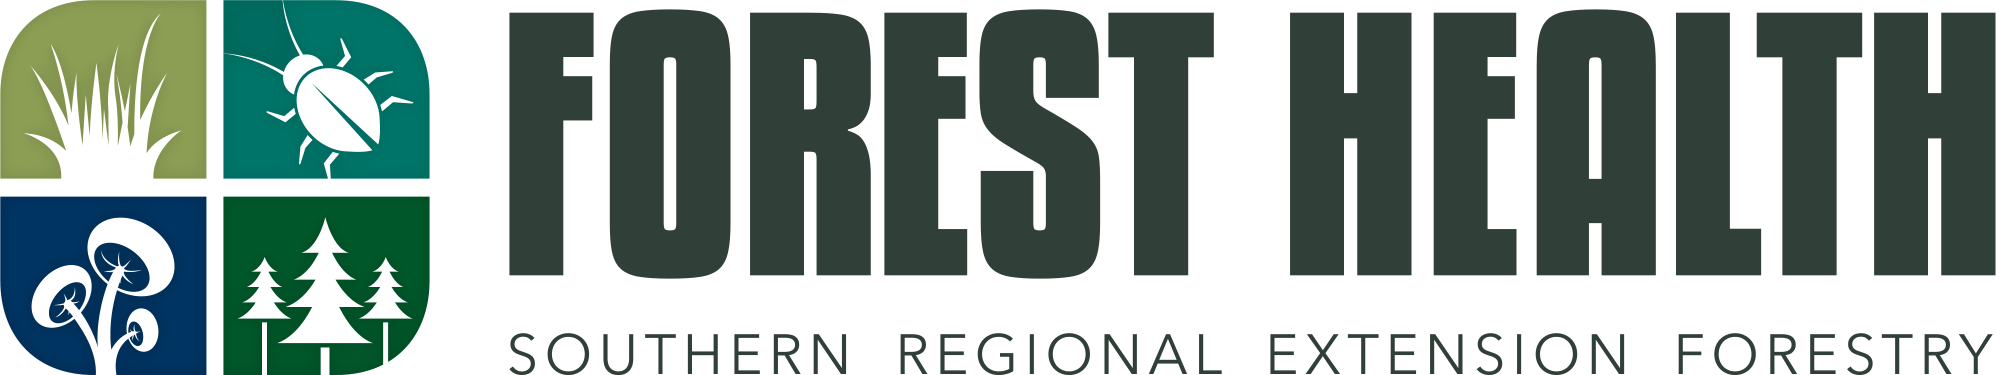 FOREST HEALTH
SOUTHERN REGIONAL EXTENSION FORESTRY